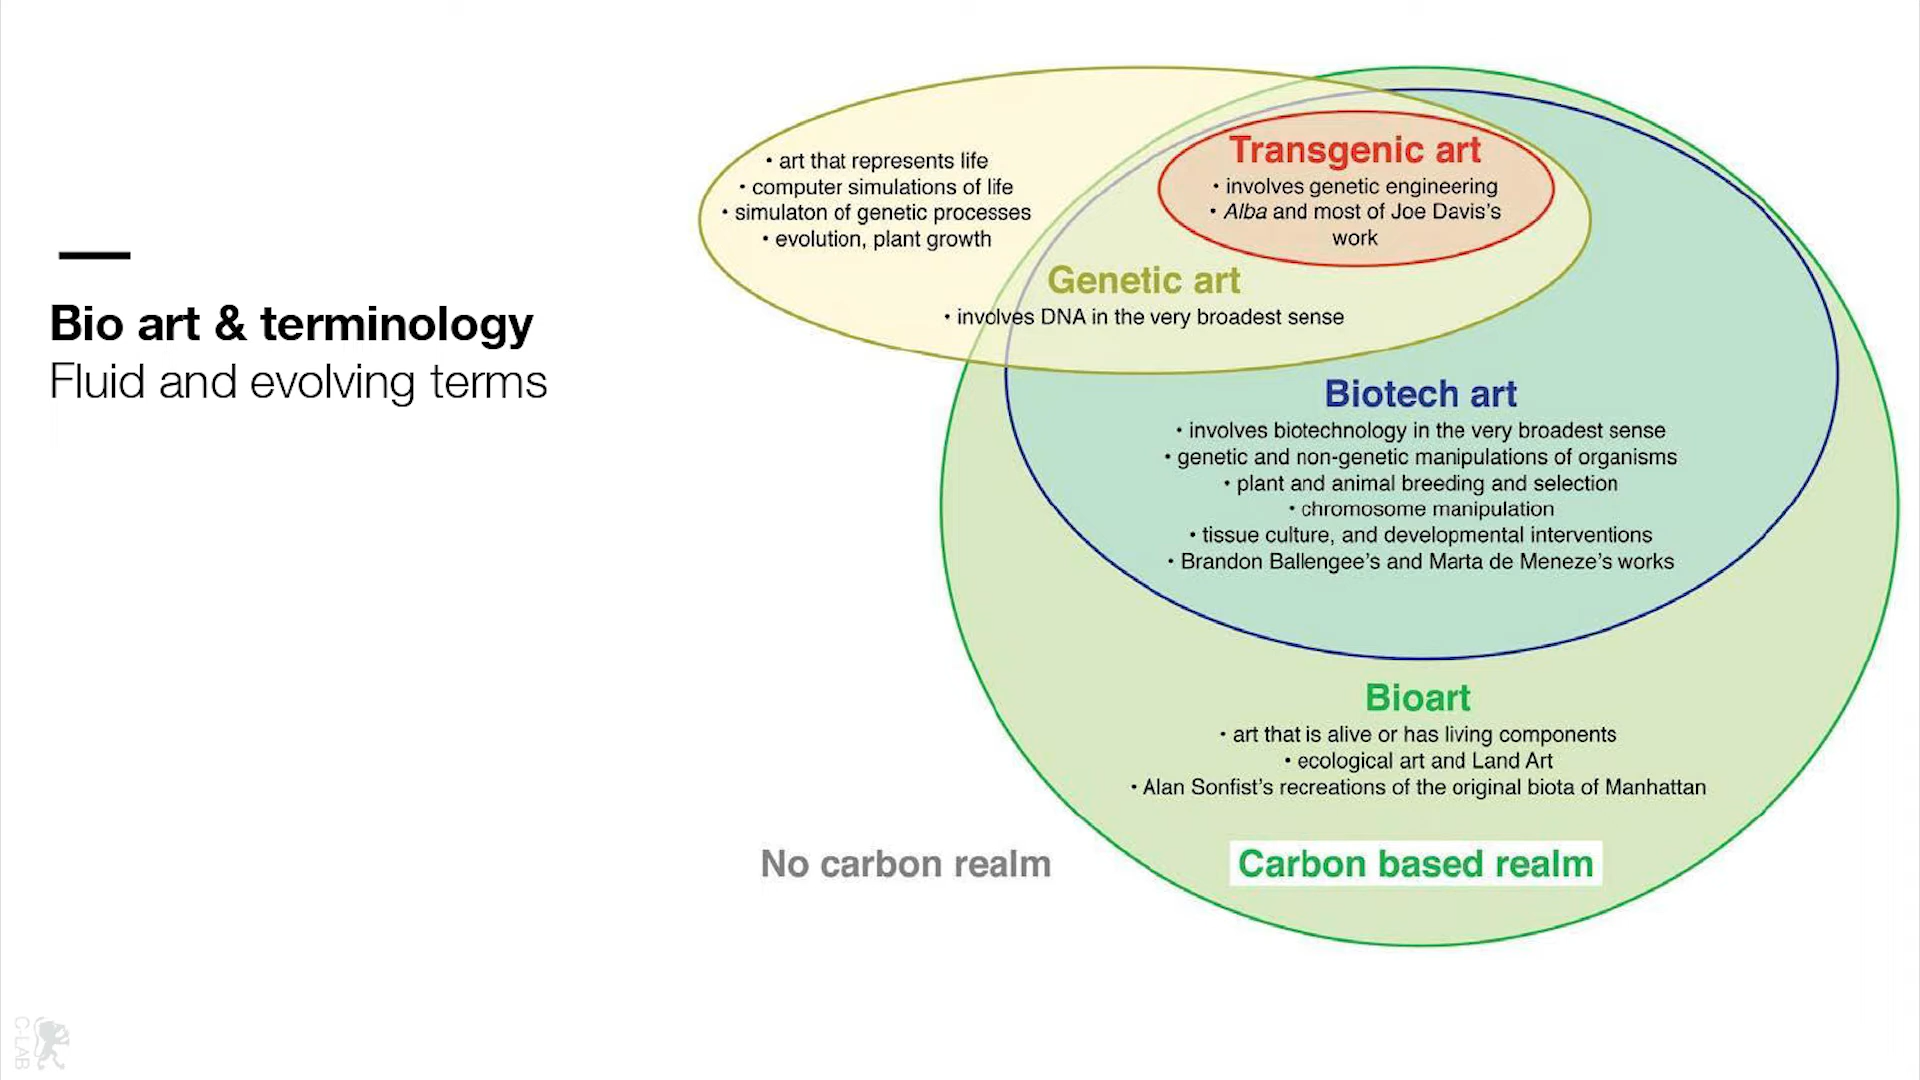 Bio art & terminology
Fluid and evolving terms
• art that represents life
• computer simulations of life
• simulaton of genetic processes
• evolution, plant growth
Transgenic art
• involves genetic engineering
• Alba and most of Joe Davis's
work
Genetic art
• involves DNA in the very broadest sense
Biotech art
• involves biotechnology in the very broadest sense
• genetic and non-genetic manipulations of organisms
• plant and animal breeding and selection
• chromosome manipulation
• tissue culture, and developmental interventions
• Brandon Ballengee's and Marta de Meneze's works
Bioart
• art that is alive or has living components
• ecological art and Land Art
• Alan Sonfist's recreations of the original biota of Manhattan
No carbon realm
Carbon based realm
C-LAB